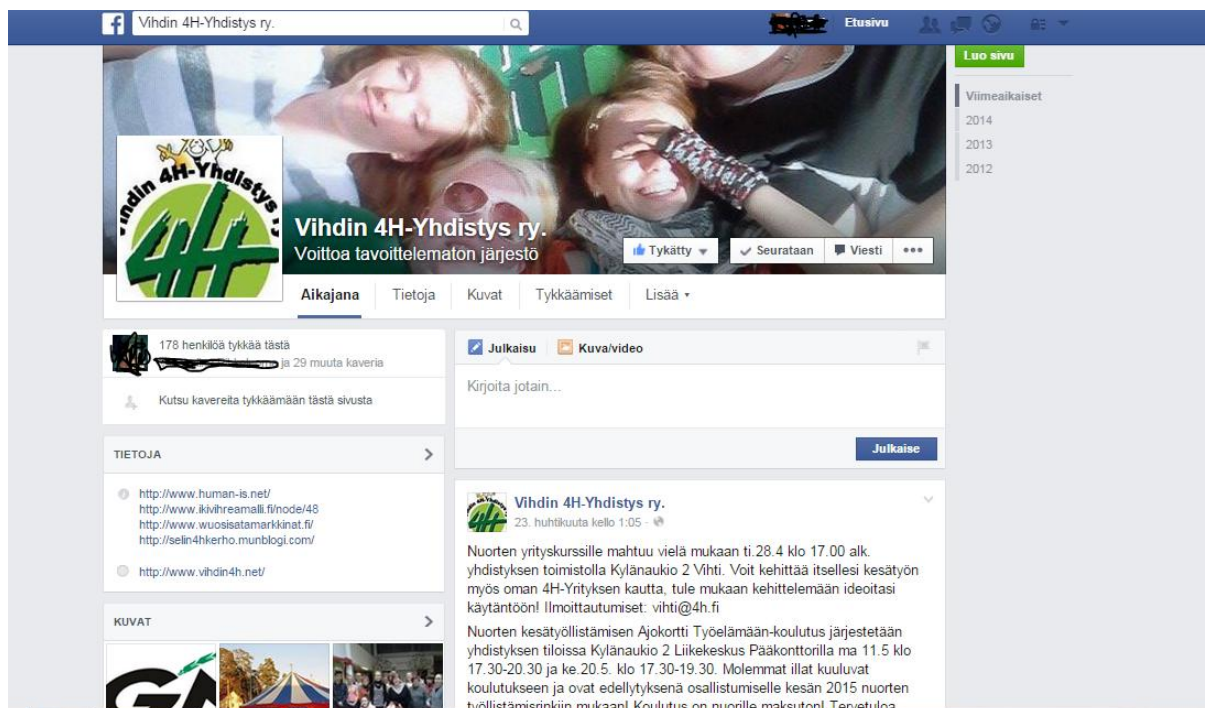 Vihdin 4H-Yhdistys ry.
Etusivu
Luo sivu
Viimeaikaiset
2014
2013
2012
Vihdin 4H-Yhdistys ry.
4H
Vihdin 4H-Yhdistys ry.
Voittoa tavoittelematon järjestö
Tykätty
Seurataan
Viesti
Aikajana Tietoja Kuvat Tykkäämiset Lisää
178 henkilöä tykkää tästä
ja 29 muuta kaveria
Kutsu kavereita tykkäämään tästä sivusta
TIETOJA
http://www.human-is.net/
http://www.ikivihreamalli.fi/node/48
http://www.wuosisatamarkkinat.fi/
http://selin4hkerho.munblogi.com/
http://www.vihdin4h.net/
KUVAT
Julkaisu Kuva/video
Kirjoita jotain...
Julkaise
Vihdin 4H-Yhdistys ry.
23. huhtikuuta kello 1:05 ·
Nuorten yrityskurssille mahtuu vielä mukaan ti.28.4 klo 17.00 alk.
yhdistyksen toimistolla Kylänaukio 2 Vihti. Voit kehittää itsellesi kesätyön
myös oman 4H-Yrityksen kautta, tule mukaan kehittelemään ideoitasi
käytäntöön! Ilmoittautumiset: vihti@4h.fi
Nuorten kesätyöllistämisen Ajokortti Työelämään-koulutus järjestetään
yhdistyksen tiloissa Kylänaukio 2 Liikekeskus Pääkonttorilla ma 11.5 klo
17.30-20.30 ja ke.20.5. klo 17.30-19.30. Molemmat illat kuuluvat
koulutukseen ja ovat edellytyksenä osallistumiselle kesän 2015 nuorten
työllistämisrinkiin mukaan! Koulutus on nuorille maksuton! Tervetuloa